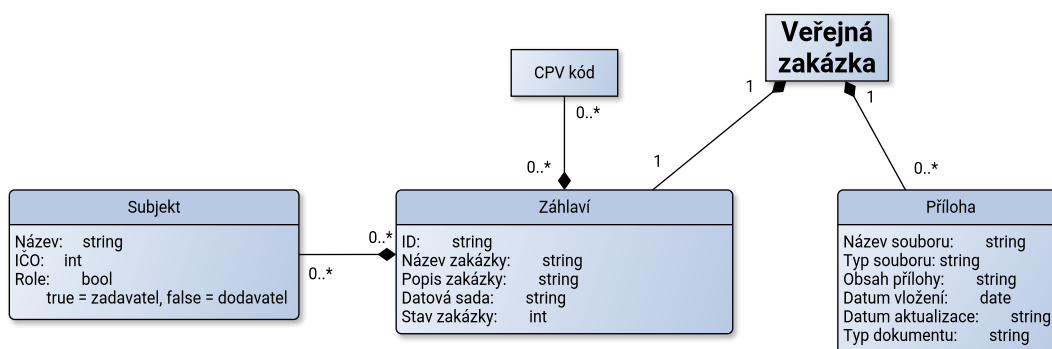 Veřejná
zakázka
CPV kód
1
1
0..*
0..*
1
0..*
Subjekt
Název: string
IČO: int
Role: bool
true = zadavatel, false = dodavatel
0..*
0..*
Záhlaví
ID: string
Název zakázky: string
Popis zakázky: string
Datová sada: string
Stav zakázky: int
Příloha
Název souboru: string
Typ souboru: string
Obsah přílohy: string
Datum vložení: date
Datum aktualizace: string
Typ dokumentu: string